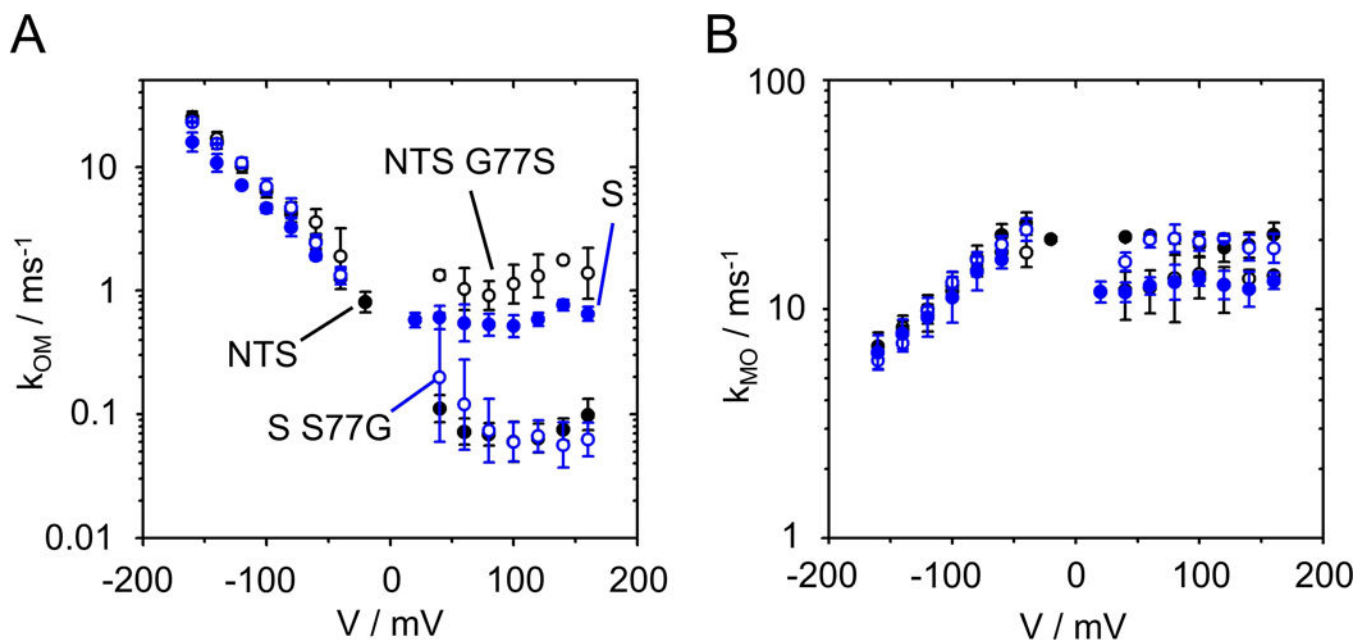 A
B
k_OM / ms⁻¹
10
1
0.1
0.01
NTS G77S
S
NTS
S S77G
-200 -100 0 100 200
V / mV
k_MO / ms⁻¹
100
10
1
-200 -100 0 100 200
V / mV